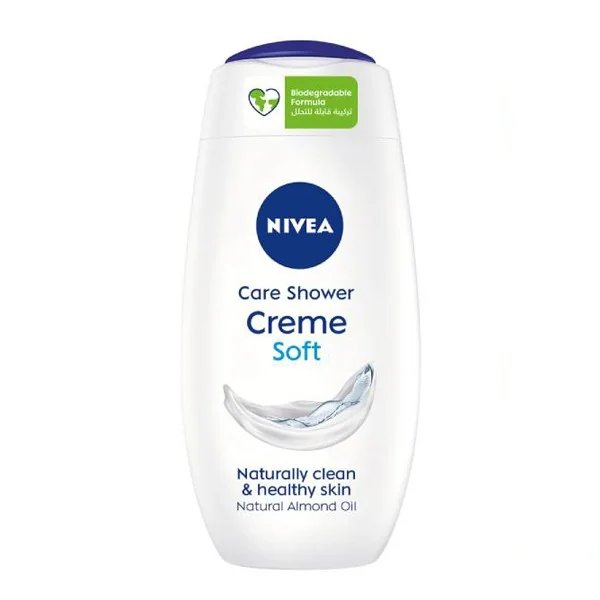 Biodegradable
Formula
تركيبة قابلة للتحلل
NIVEA
Care Shower
Creme
Soft
Naturally clean
& healthy skin
Natural Almond Oil